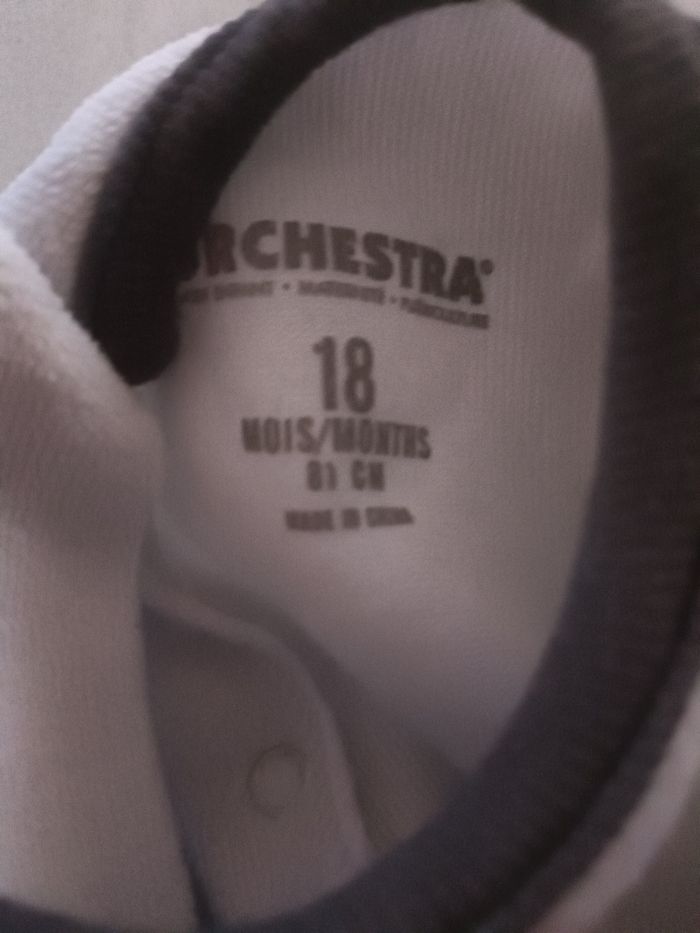 ORCHESTRA®
18
MOIS/MONTHS
81 CM
MADE IN CHINA